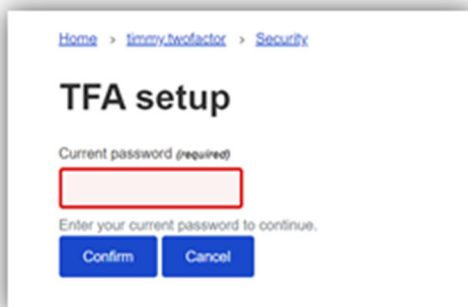 Home > timmy.twofactor > Security
TFA setup
Current password (required)
Enter your current password to continue.
Confirm Cancel